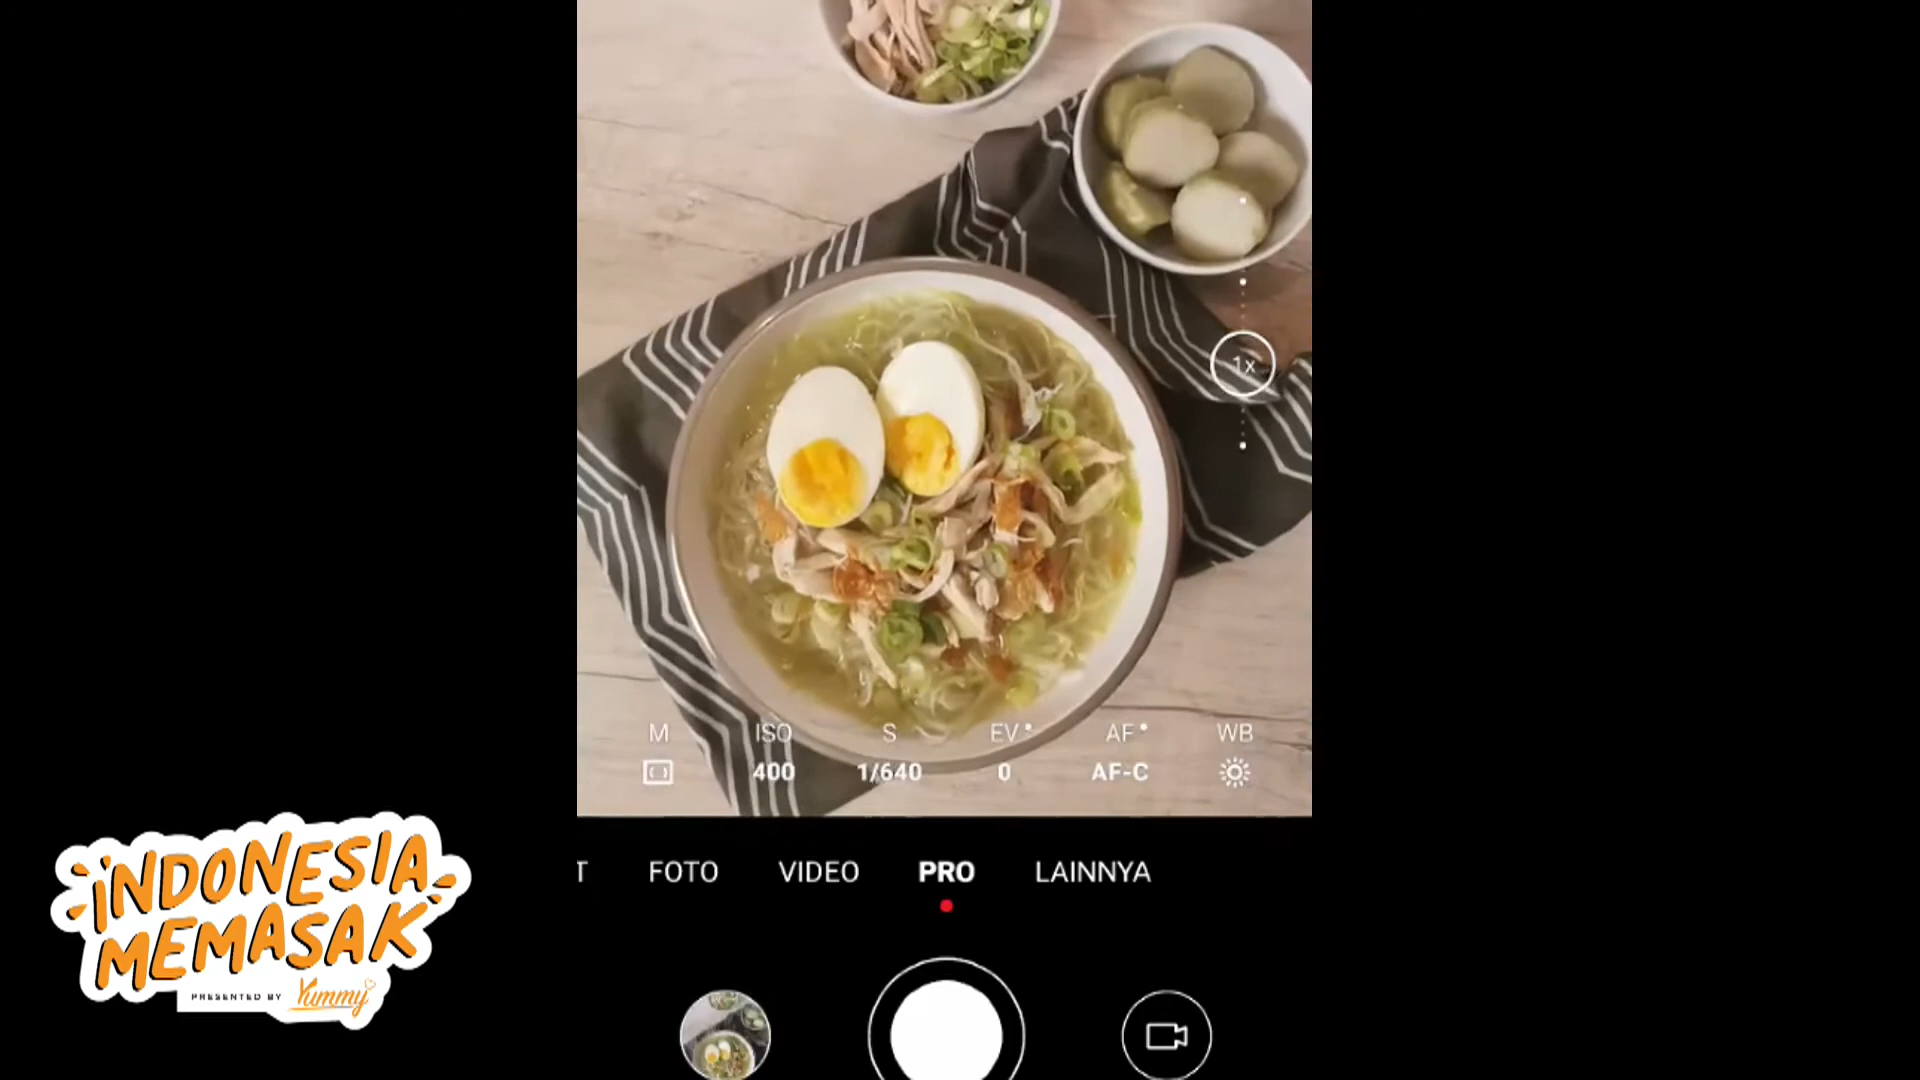 1x
M ISO S EV AF WB
400 1/640 0 AF-C
T FOTO VIDEO PRO LAINNYA
INDONESIA
MEMASAK
PRESENTED BY Yummy